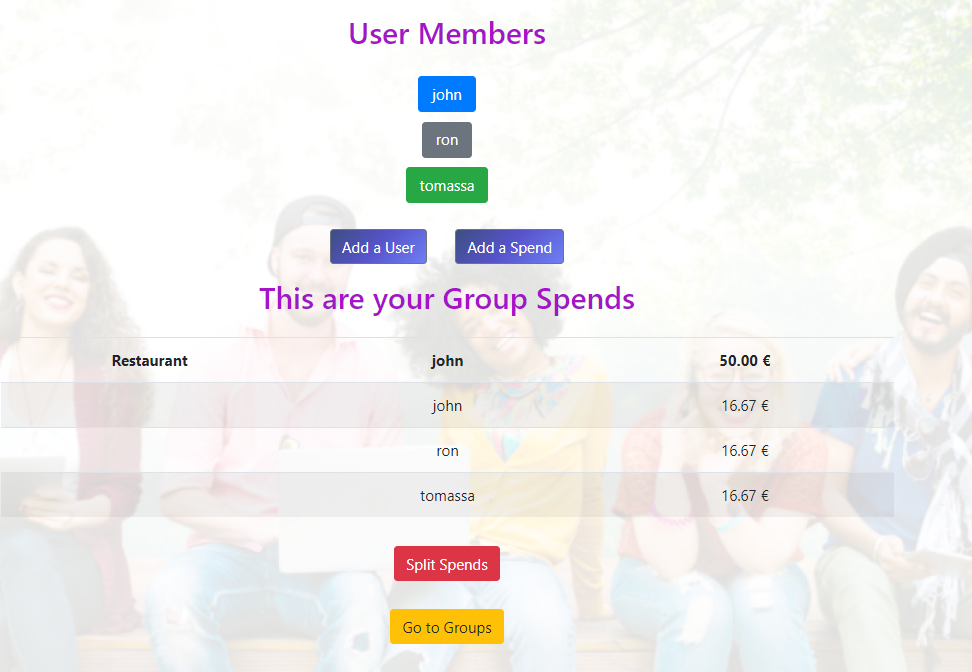 User Members
john
ron
tomassa
Add a User Add a Spend
This are your Group Spends
Restaurant john 50.00 €
john 16.67 €
ron 16.67 €
tomassa 16.67 €
Split Spends
Go to Groups